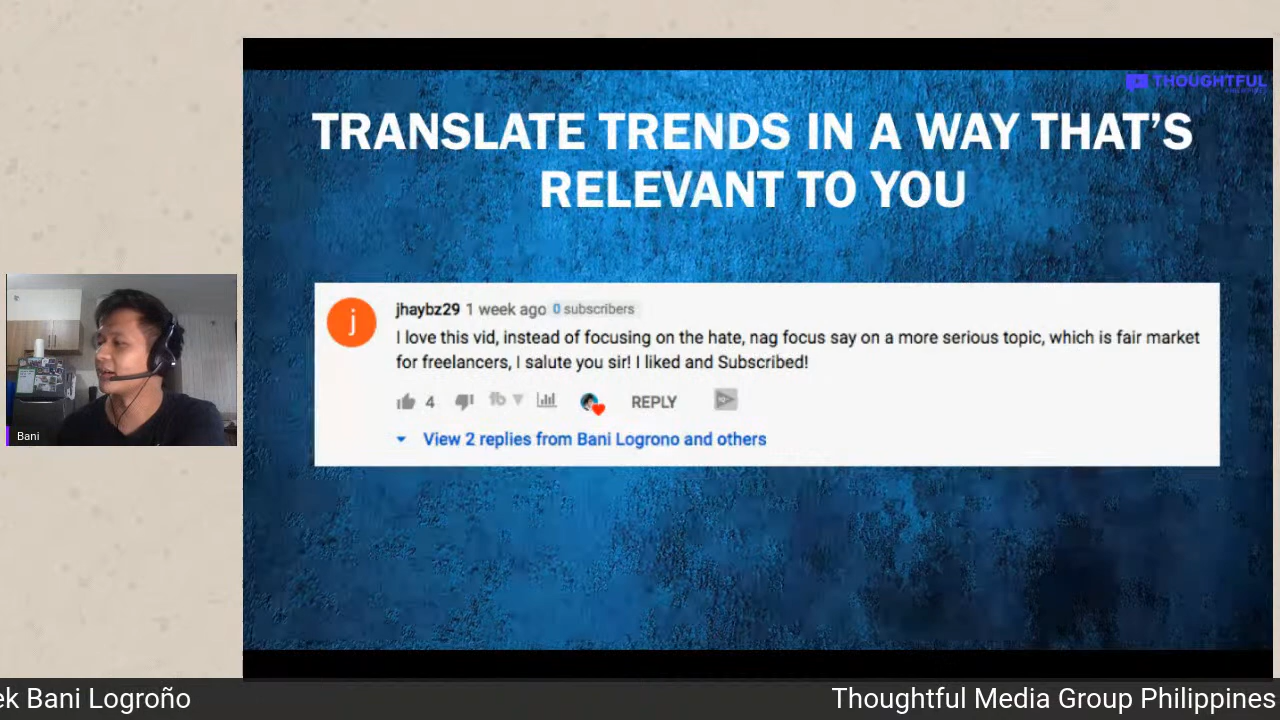 THOUGHTFUL
TRANSLATE TRENDS IN A WAY THAT’S
RELEVANT TO YOU
j
jhaybz29 1 week ago 0 subscribers
I love this vid, instead of focusing on the hate, nag focus say on a more serious topic, which is fair market
for freelancers, I salute you sir! I liked and Subscribed!
4 REPLY
View 2 replies from Bani Logrono and others
Bani
ek Bani Logroño
Thoughtful Media Group Philippines